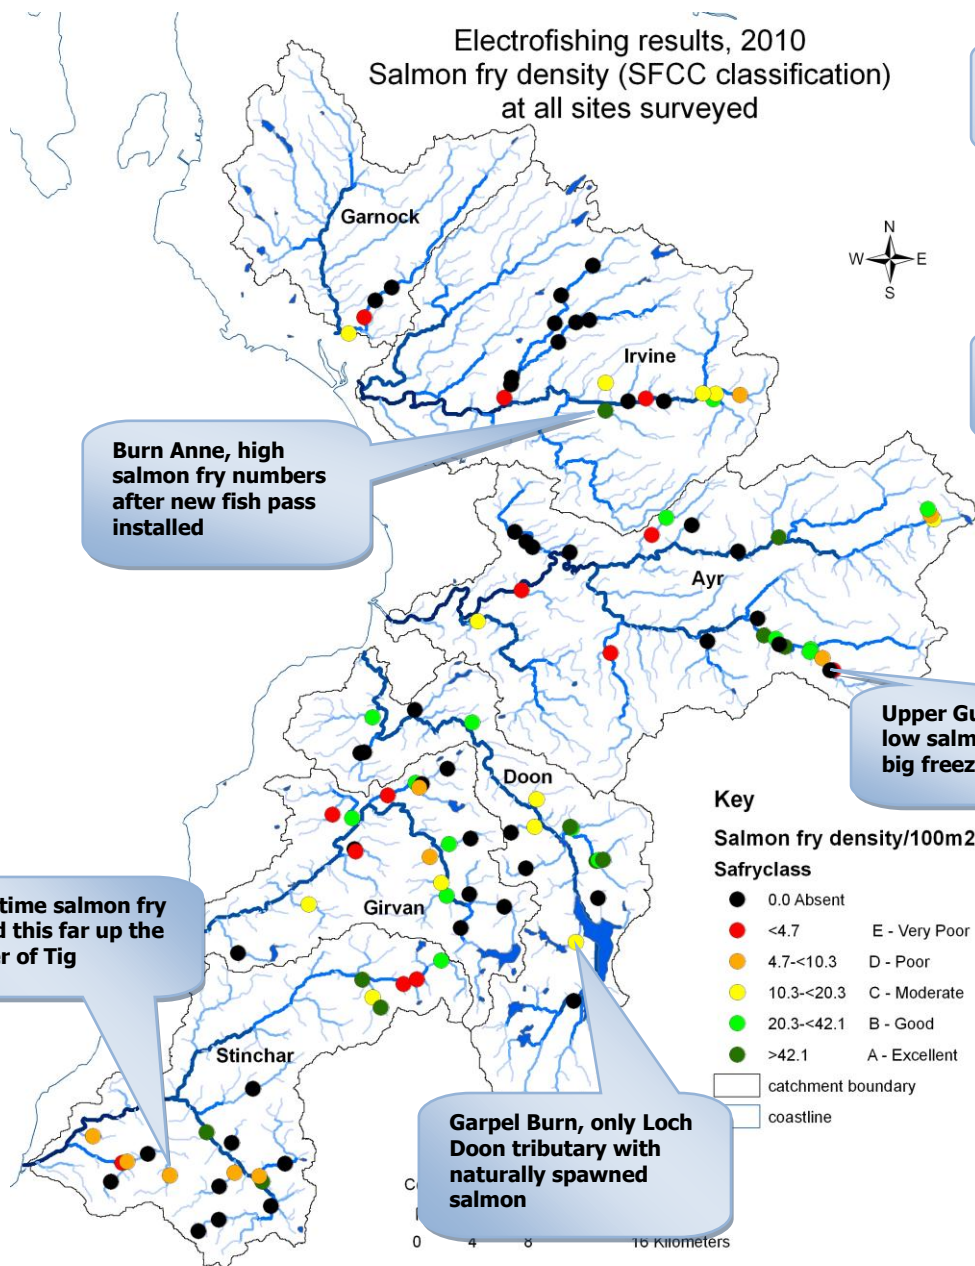 Electrofishing results, 2010
Salmon fry density (SFCC classification)
at all sites surveyed
N
W E
S
Garnock
Irvine
Burn Anne, high
salmon fry numbers
after new fish pass
installed
Ayr
Upper Gu
low salm
big freez
Doon
Girvan
time salmon fry
d this far up the
er of Tig
Stinchar
Garpel Burn, only Loch
Doon tributary with
naturally spawned
salmon
Key
Salmon fry density/100m2
Safryclass
0.0 Absent
<4.7 E - Very Poor
4.7-<10.3 D - Poor
10.3-<20.3 C - Moderate
20.3-<42.1 B - Good
>42.1 A - Excellent
catchment boundary
coastline
0 4 8 16 Kilometers